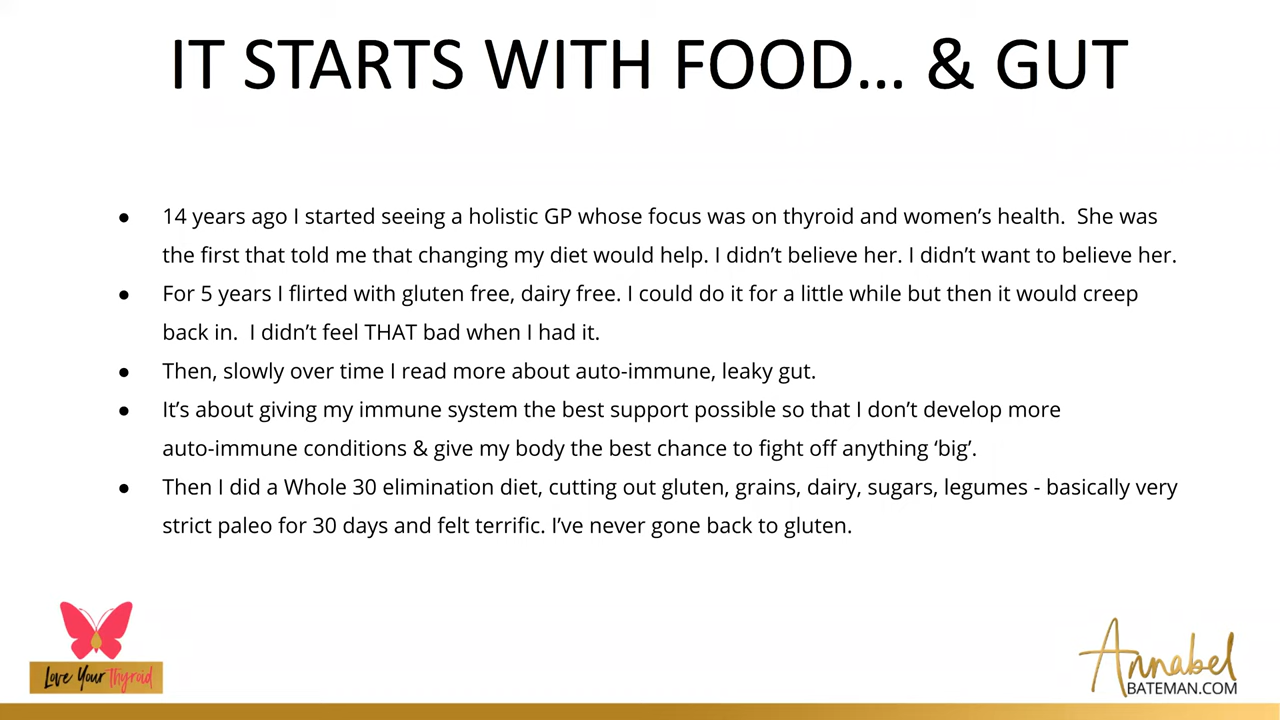 IT STARTS WITH FOOD... & GUT
● 14 years ago I started seeing a holistic GP whose focus was on thyroid and women’s health.  She was
the first that told me that changing my diet would help. I didn’t believe her. I didn’t want to believe her.
● For 5 years I flirted with gluten free, dairy free. I could do it for a little while but then it would creep
back in.  I didn’t feel THAT bad when I had it.
● Then, slowly over time I read more about auto-immune, leaky gut.
● It’s about giving my immune system the best support possible so that I don’t develop more
auto-immune conditions & give my body the best chance to fight off anything ‘big’.
● Then I did a Whole 30 elimination diet, cutting out gluten, grains, dairy, sugars, legumes - basically very
strict paleo for 30 days and felt terrific. I’ve never gone back to gluten.
Love Your Thyroid
Annabel
BATEMAN.COM